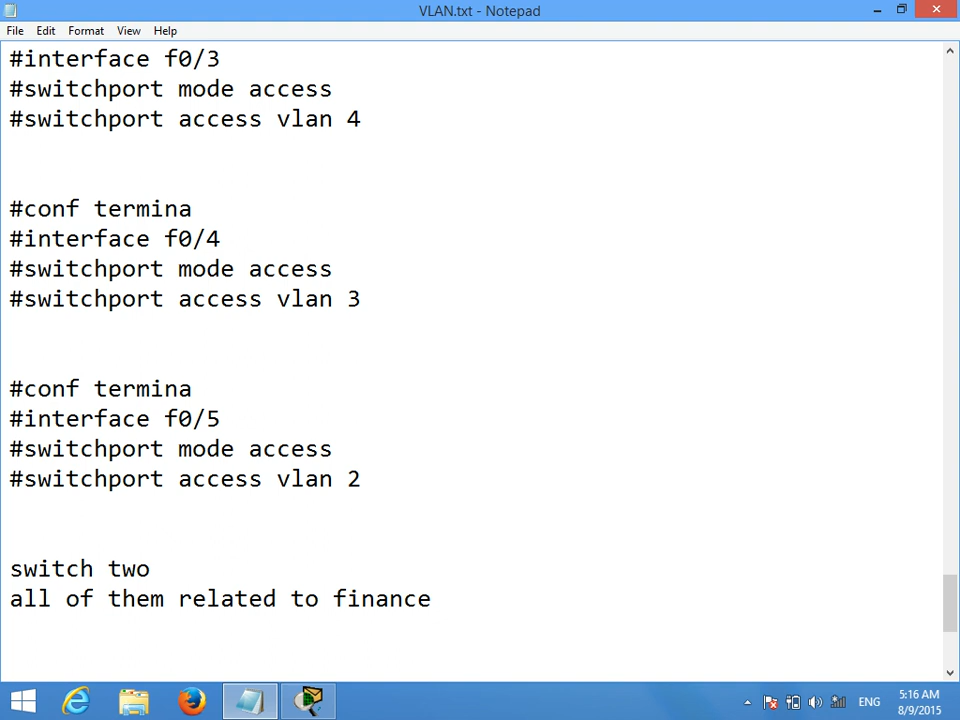 VLAN.txt - Notepad
File Edit Format View Help
#interface f0/3
#switchport mode access
#switchport access vlan 4
#conf termina
#interface f0/4
#switchport mode access
#switchport access vlan 3
#conf termina
#interface f0/5
#switchport mode access
#switchport access vlan 2
switch two
all of them related to finance
ENG
5:16 AM
8/9/2015